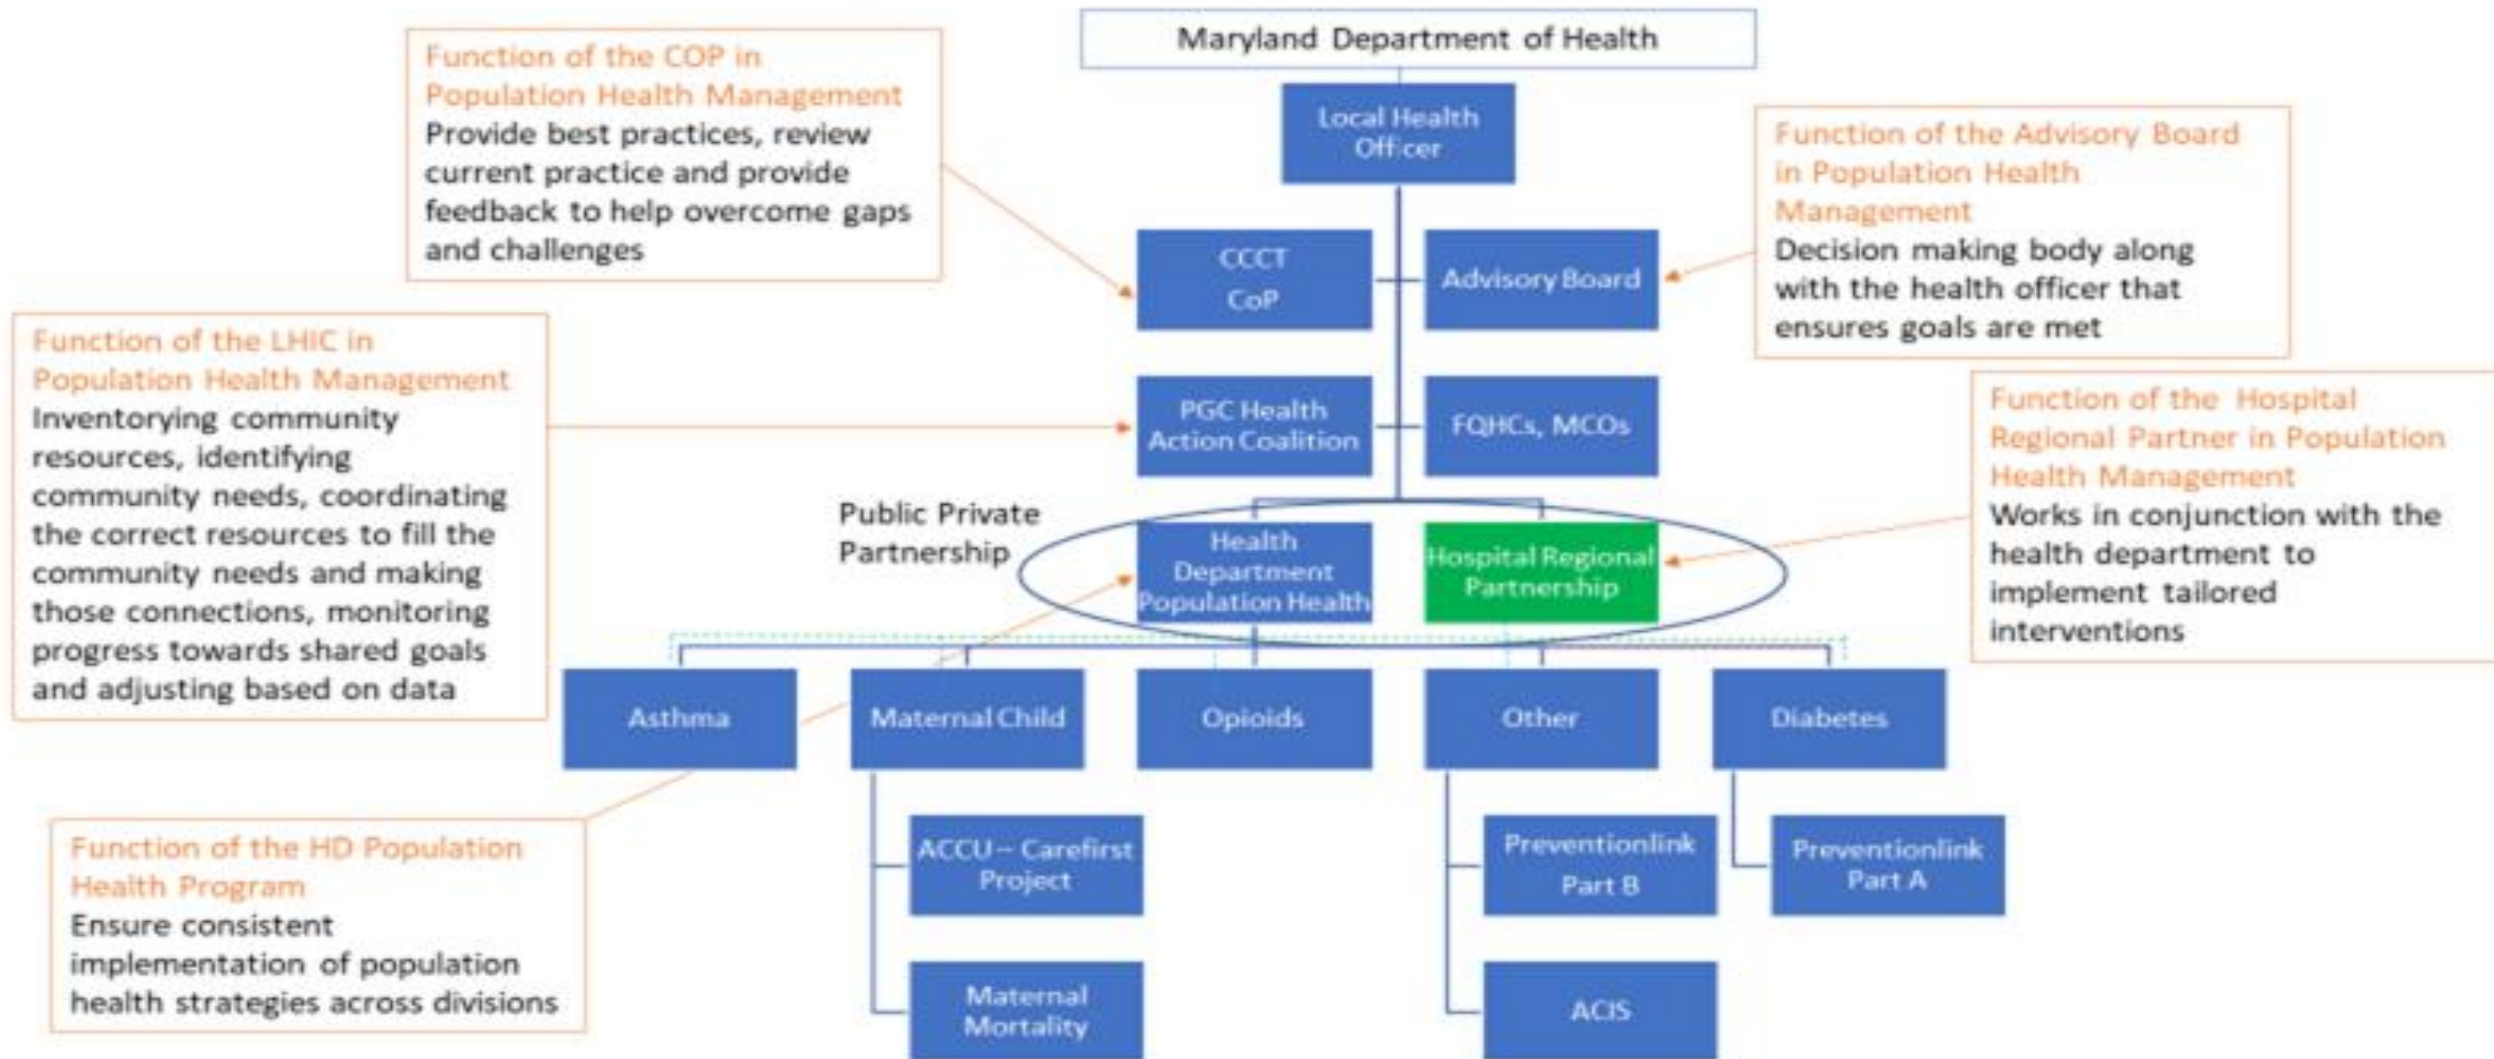 Maryland Department of Health
Local Health
Officer
Function of the COP in
Population Health Management
Provide best practices, review
current practice and provide
feedback to help overcome gaps
and challenges
Function of the Advisory Board
in Population Health
Management
Decision making body along
with the health officer that
ensures goals are met
CCCT
CoP
Advisory Board
Function of the LHIC in
Population Health Management
Inventorying community
resources, identifying
community needs, coordinating
the correct resources to fill the
community needs and making
those connections, monitoring
progress towards shared goals
and adjusting based on data
PGC Health
Action Coalition
FQHCs, MCOs
Function of the Hospital
Regional Partner in Population
Health Management
Works in conjunction with the
health department to
implement tailored
interventions
Public Private
Partnership
Health
Department
Population Health
Hospital Regional
Partnership
Asthma
Maternal Child
Opioids
Other
Diabetes
Function of the HD Population
Health Program
Ensure consistent
implementation of population
health strategies across divisions
ACCU – Carefirst
Project
Preventionlink
Part B
Preventionlink
Part A
Maternal
Mortality
ACIS